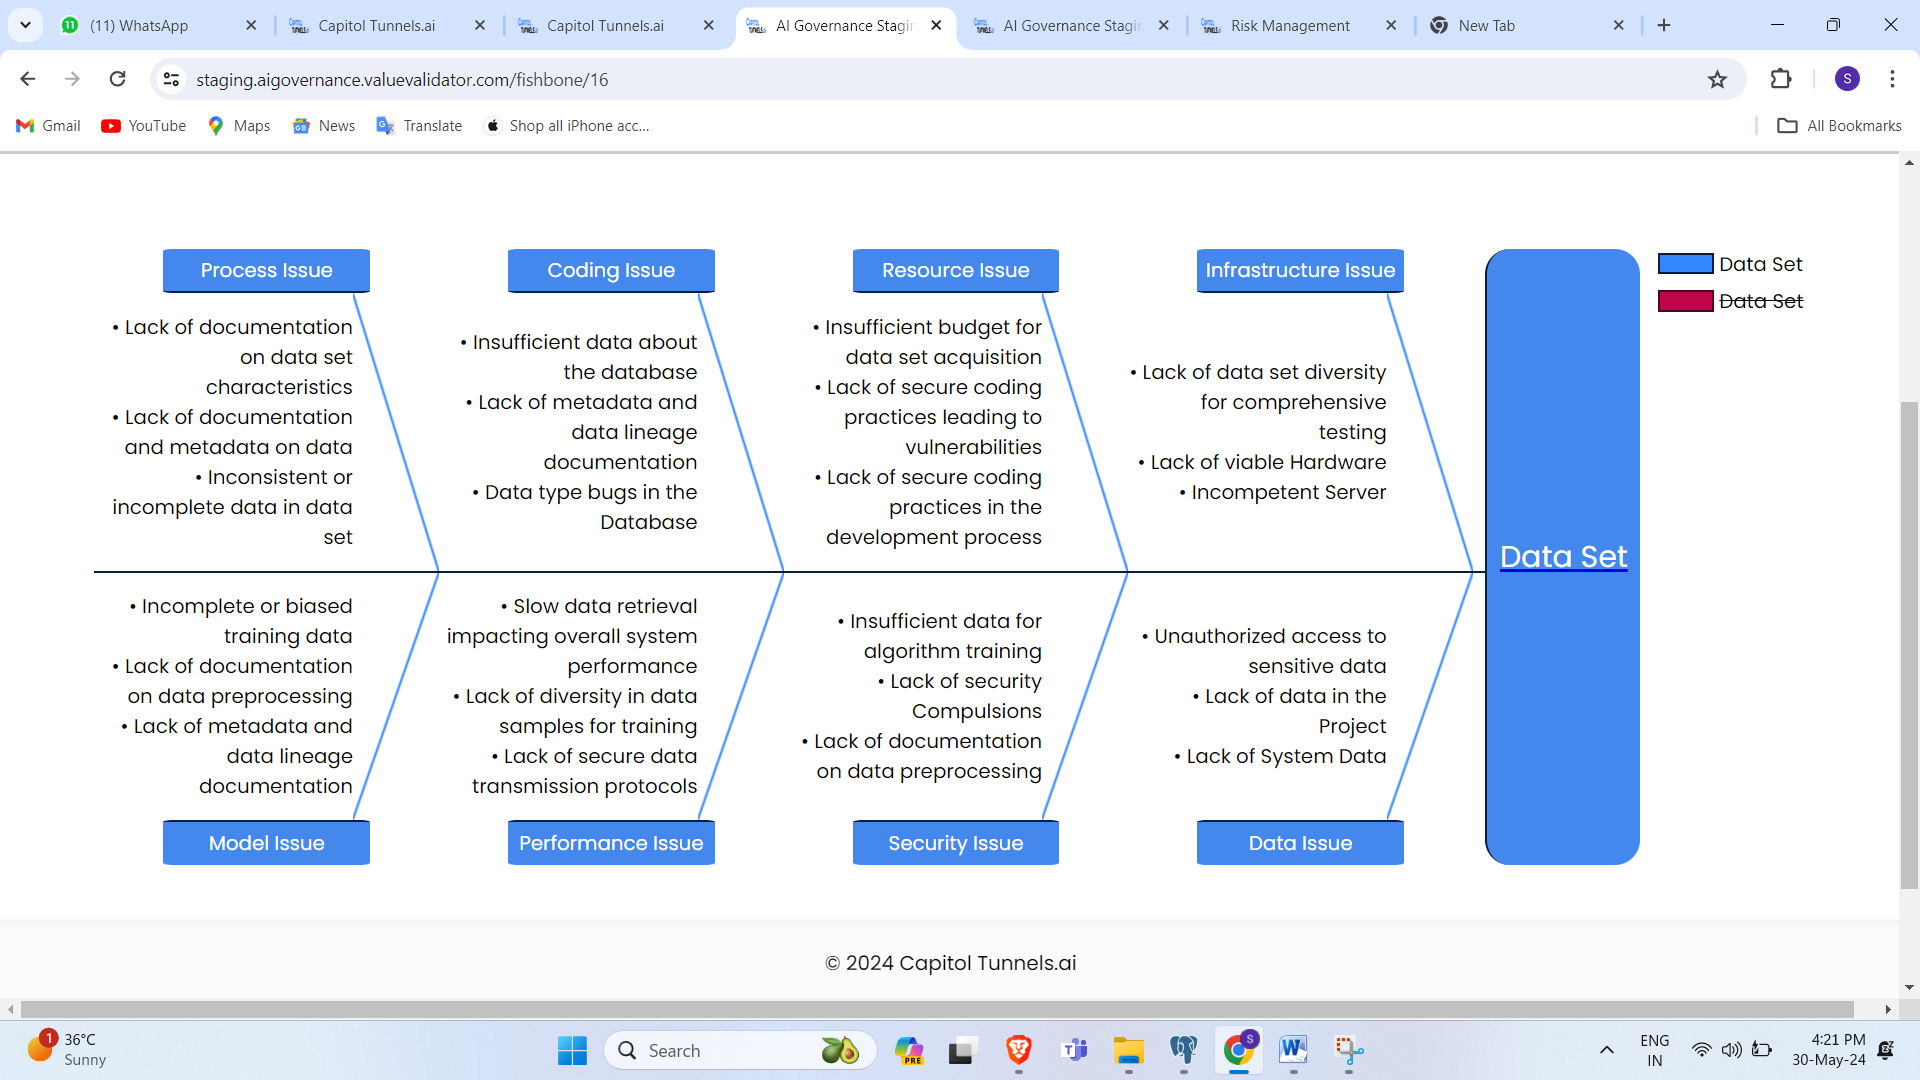 (11) WhatsApp
Capitol Tunnels.ai
Capitol Tunnels.ai
AI Governance Stagin
AI Governance Stagin
Risk Management
New Tab
staging.aigovernance.valuevalidator.com/fishbone/16
S
Gmail
YouTube
Maps
News
Translate
Shop all iPhone acc...
All Bookmarks
Process Issue
Coding Issue
Resource Issue
Infrastructure Issue
Data Set
Data Set
• Lack of documentation
on data set
characteristics
• Lack of documentation
and metadata on data
• Inconsistent or
incomplete data in data
set
• Insufficient data about
the database
• Lack of metadata and
data lineage
documentation
• Data type bugs in the
Database
• Insufficient budget for
data set acquisition
• Lack of secure coding
practices leading to
vulnerabilities
• Lack of secure coding
practices in the
development process
• Lack of data set diversity
for comprehensive
testing
• Lack of viable Hardware
• Incompetent Server
Data Set
• Incomplete or biased
training data
• Lack of documentation
on data preprocessing
• Lack of metadata and
data lineage
documentation
• Slow data retrieval
impacting overall system
performance
• Lack of diversity in data
samples for training
• Lack of secure data
transmission protocols
• Insufficient data for
algorithm training
• Lack of security
Compulsions
• Lack of documentation
on data preprocessing
• Unauthorized access to
sensitive data
• Lack of data in the
Project
• Lack of System Data
Model Issue
Performance Issue
Security Issue
Data Issue
© 2024 Capitol Tunnels.ai
1
36°C
Sunny
Search
PRE
S
ENG
IN
4:21 PM
30-May-24